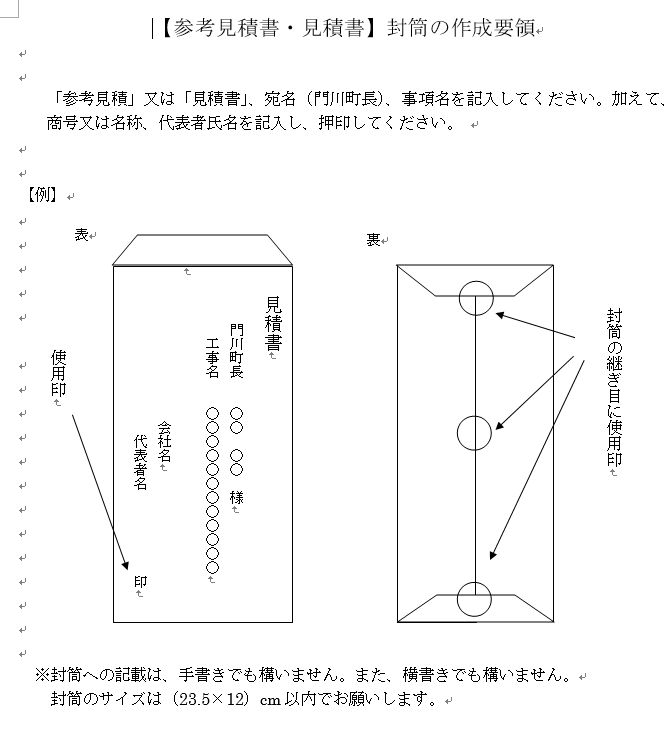 【参考見積書・見積書】封筒の作成要領
「参考見積」又は「見積書」、宛名（門川町長）、事項名を記入してください。加えて、
商号又は名称、代表者氏名を記入し、押印してください。
【例】
表
見積書
門川町長　○○　○○　様
工事名　○○○○○○○○○○○○
会社名
代表者名　印
使用印
裏
封筒の継ぎ目に使用印
※封筒への記載は、手書きでも構いません。また、横書きでも構いません。
封筒のサイズは（23.5×12）cm以内でお願いします。